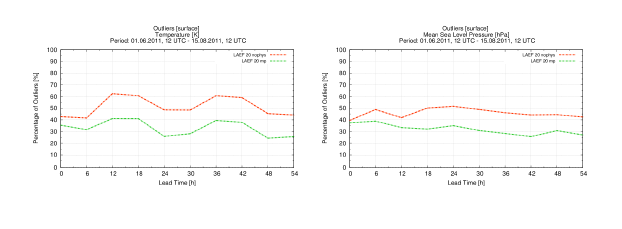 Outliers [surface]
Temperature [K]
Period: 01.06.2011, 12 UTC - 15.08.2011, 12 UTC
LAEF 20 nophys
LAEF 20 mp
Percentage of Outliers [%]
100
90
80
70
60
50
40
30
20
10
0
0 6 12 18 24 30 36 42 48 54
Lead Time [h]
Outliers [surface]
Mean Sea Level Pressure [hPa]
Period: 01.06.2011, 12 UTC - 15.08.2011, 12 UTC
LAEF 20 nophys
LAEF 20 mp
Percentage of Outliers [%]
100
90
80
70
60
50
40
30
20
10
0
0 6 12 18 24 30 36 42 48 54
Lead Time [h]